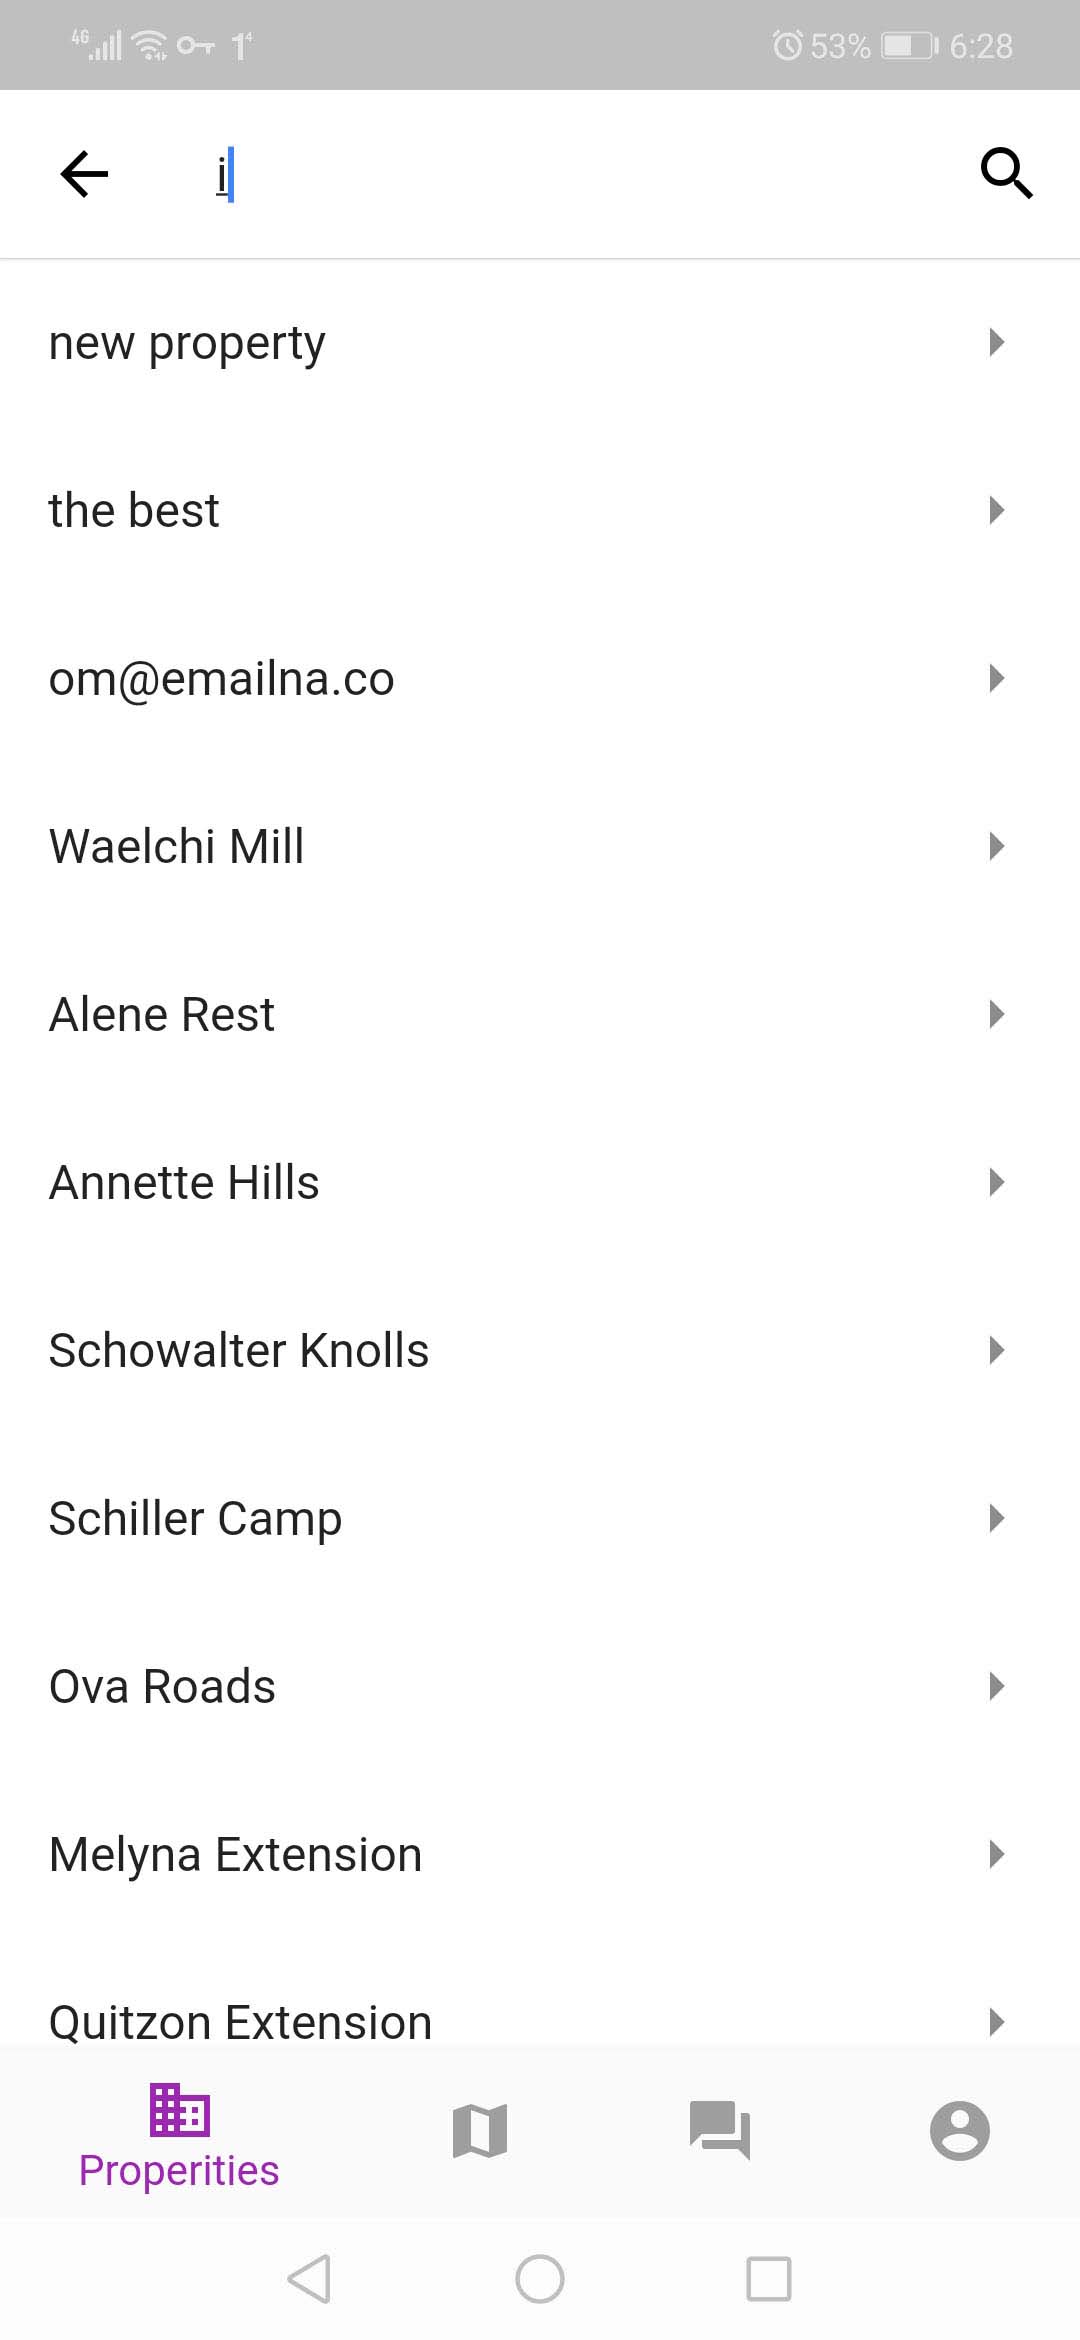 4G 1 4 53% 6:28
i
new property
the best
om@emailna.co
Waelchi Mill
Alene Rest
Annette Hills
Schowalter Knolls
Schiller Camp
Ova Roads
Melyna Extension
Quitzon Extension
Properities